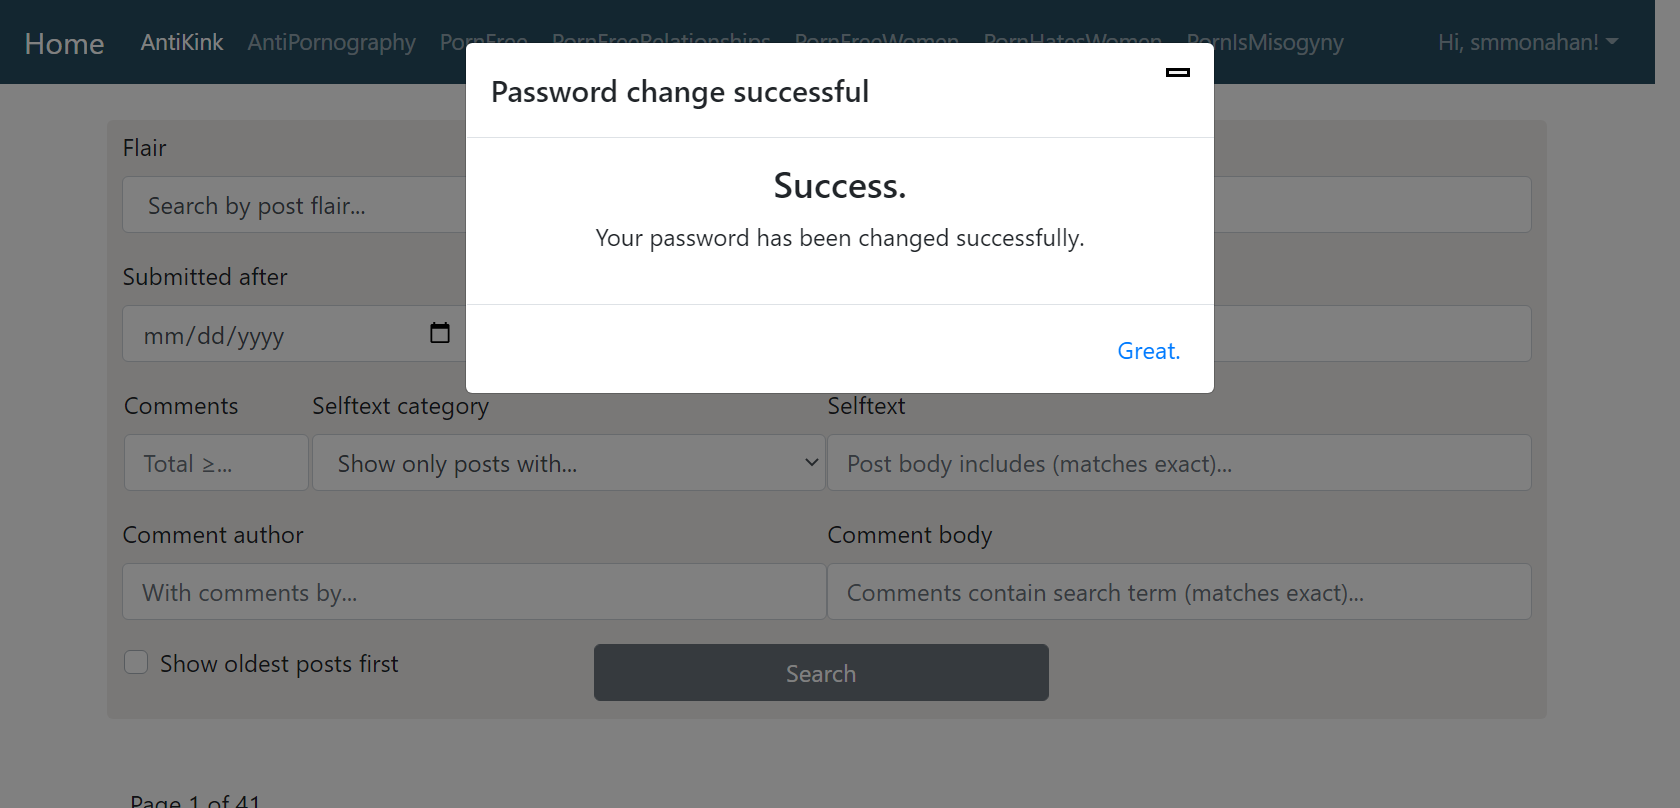 Home AntiKink AntiPornography PornFree PornFreeRelationships PornFreeWomen PornHatesWomen PornIsMisogyny Hi, smmonahan!
Password change successful
Success.
Your password has been changed successfully.
Great.
Flair
Search by post flair...
Submitted after
mm/dd/yyyy
Comments Selftext category Selftext
Total ≥... Show only posts with... Post body includes (matches exact)...
Comment author Comment body
With comments by... Comments contain search term (matches exact)...
Show oldest posts first Search
Page 1 of 41